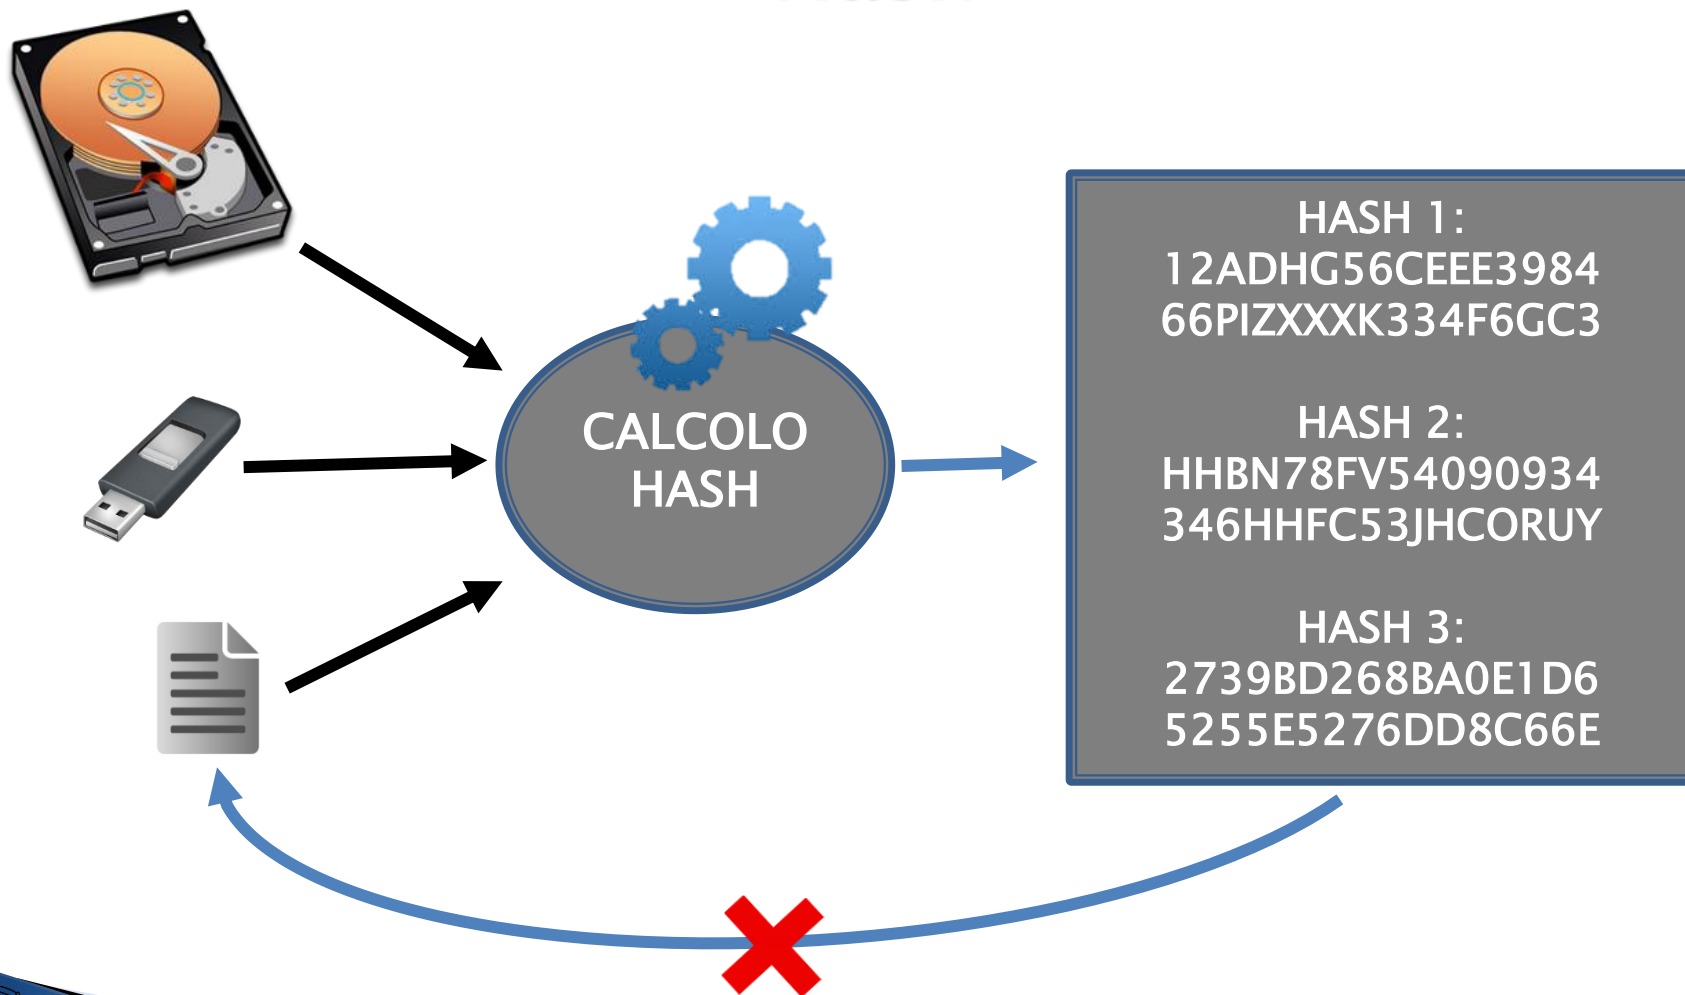 CALCOLO
HASH
HASH 1:
12ADHG56CEEE3984
66PIZXXXK334F6GC3
HASH 2:
HHBN78FV54090934
346HHFC53JHCORUY
HASH 3:
2739BD268BA0E1D6
5255E5276DD8C66E